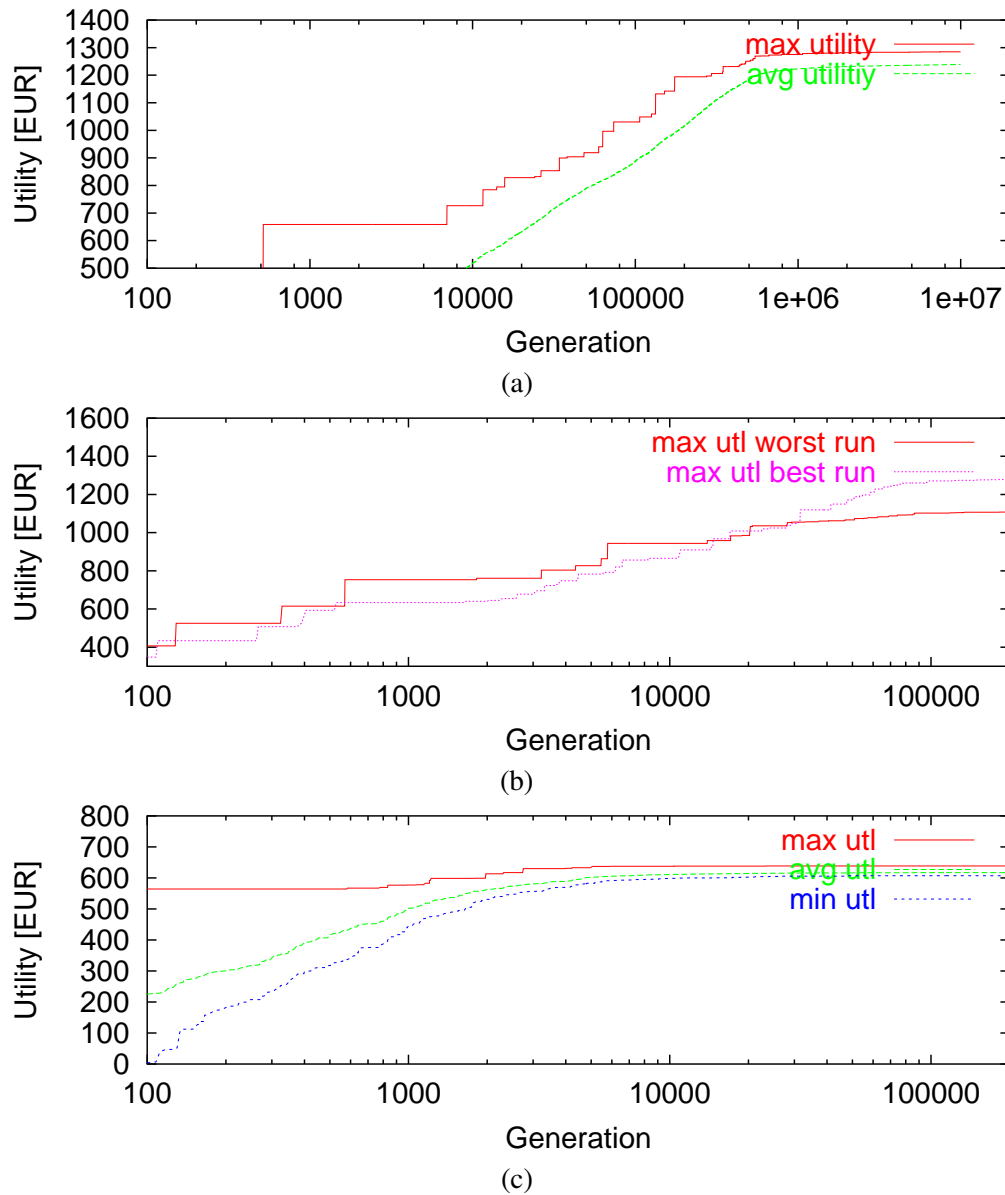 1400
1300
1200
1100
1000
900
800
700
600
500
Utility [EUR]
max utility
avg utilitiy
100
1000
10000
100000
1e+06
1e+07
Generation
(a)
1600
1400
1200
1000
800
600
400
Utility [EUR]
max utl worst run
max utl best run
100
1000
10000
100000
Generation
(b)
800
700
600
500
400
300
200
100
0
Utility [EUR]
max utl
avg utl
min utl
100
1000
10000
100000
Generation
(c)